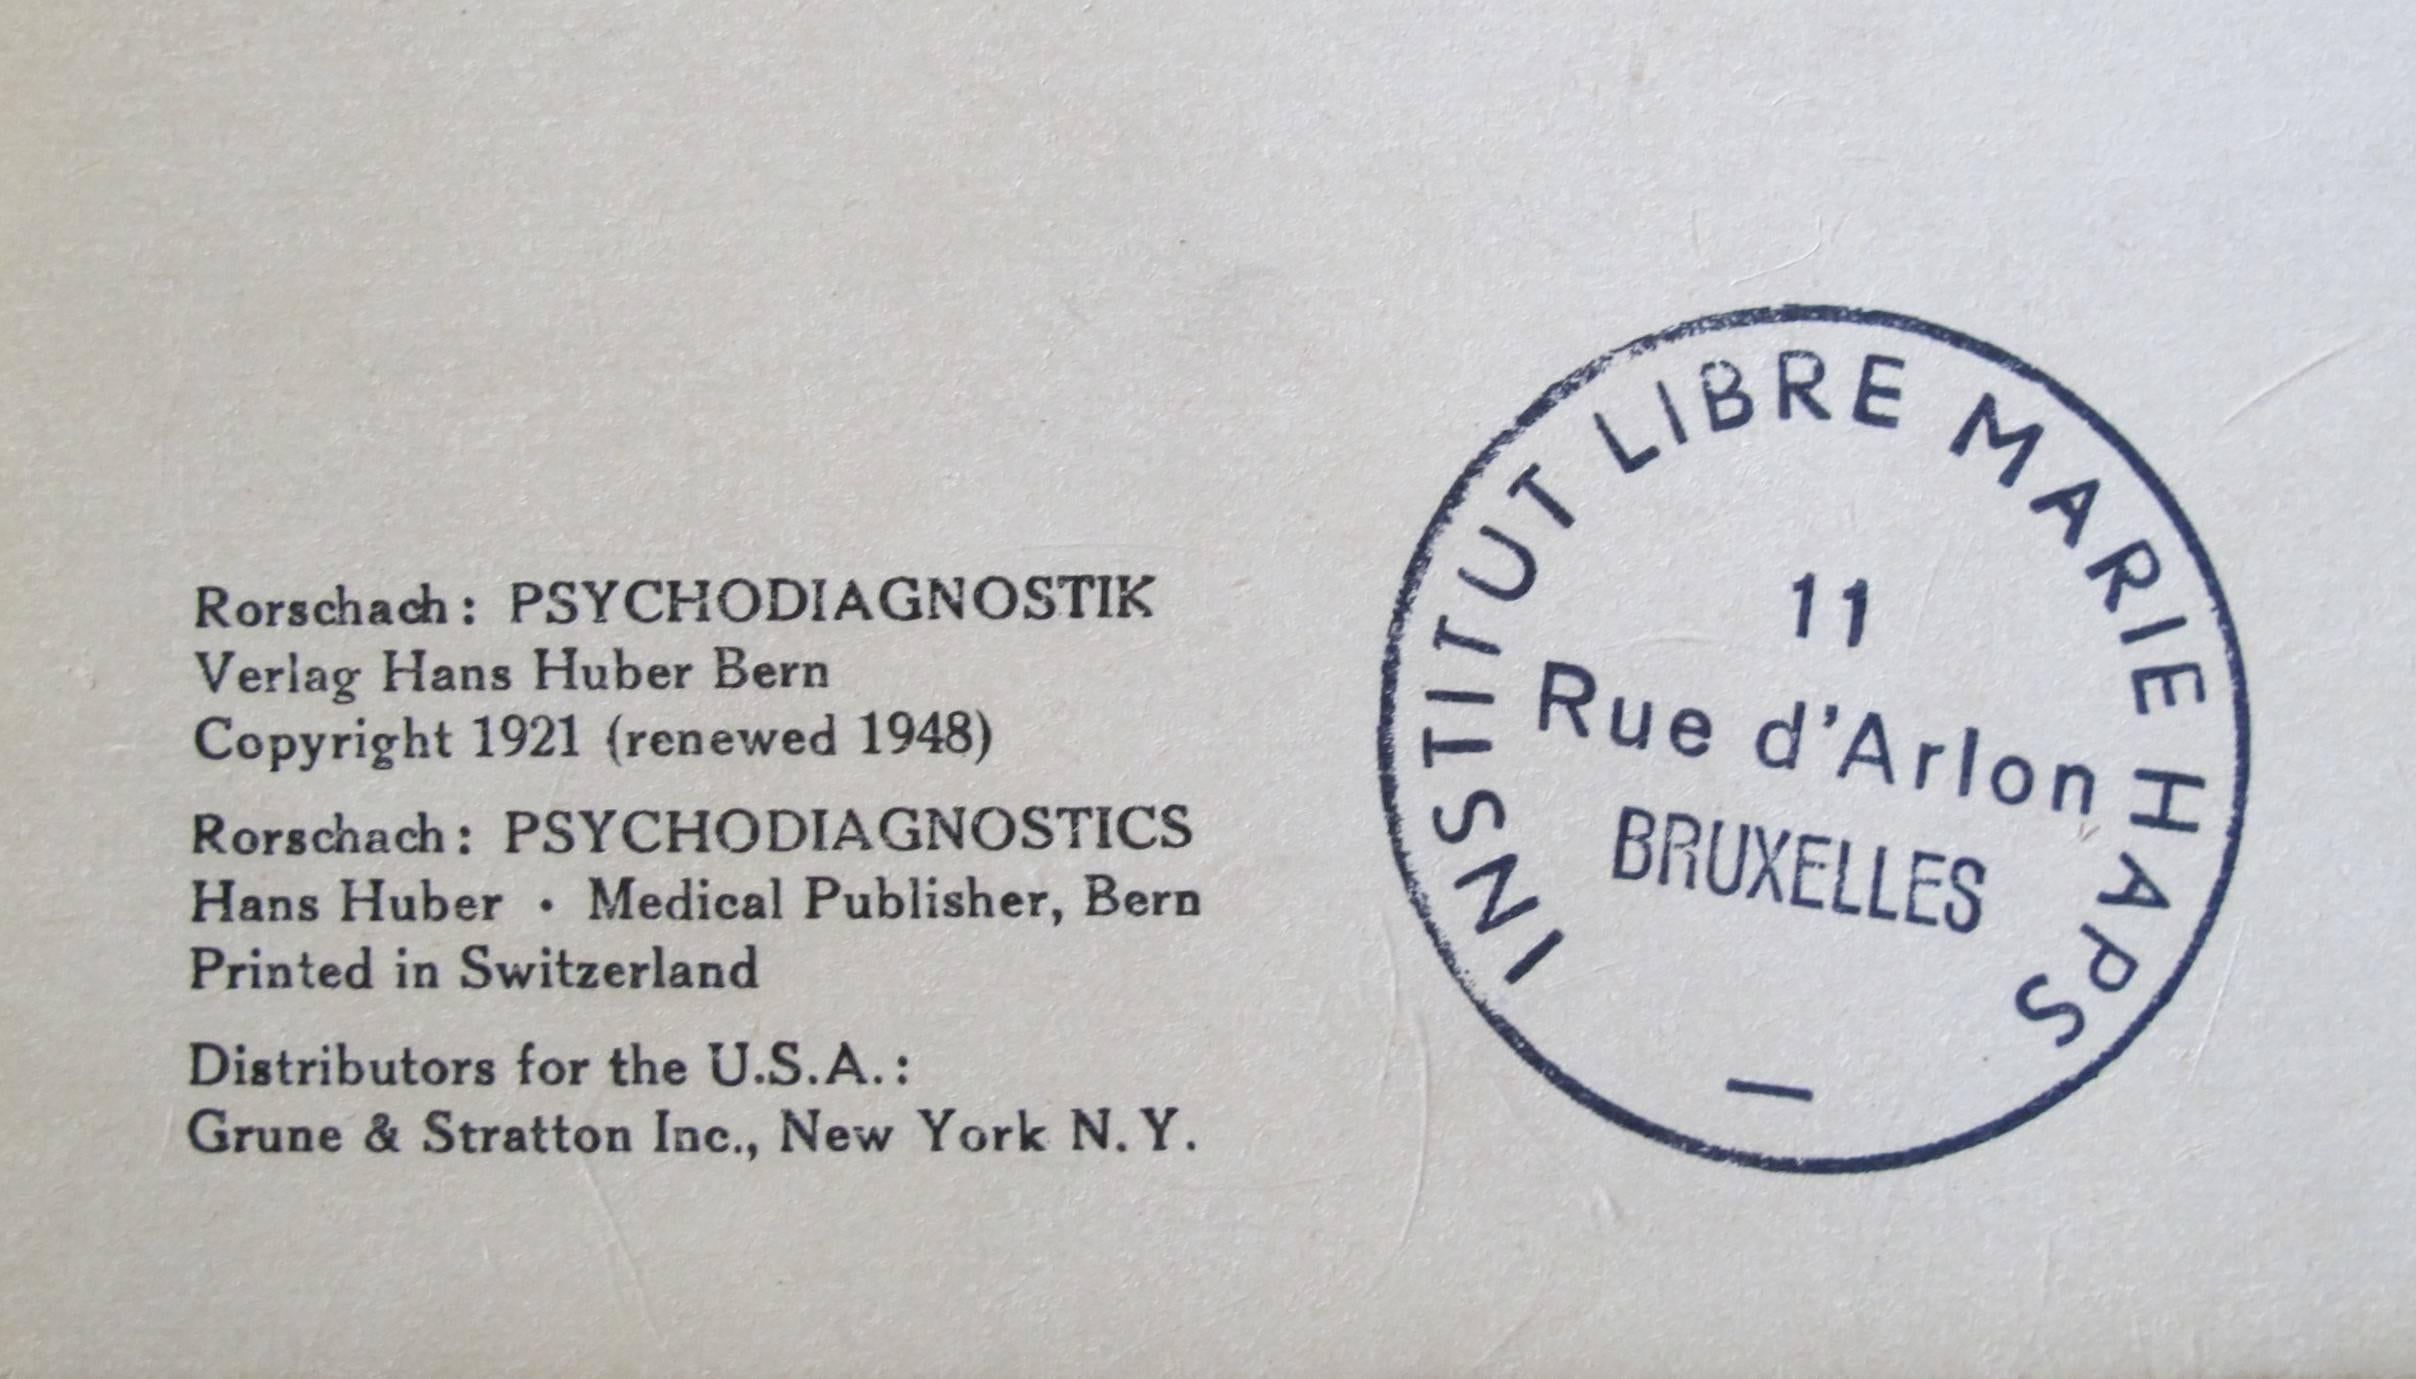 Rorschach: PSYCHODIAGNOSTIK
Verlag Hans Huber Bern
Copyright 1921 (renewed 1948)
Rorschach: PSYCHODIAGNOSTICS
Hans Huber • Medical Publisher, Bern
Printed in Switzerland
Distributors for the U.S.A.:
Grune & Stratton Inc., New York N.Y.
INSTITUT LIBRE MARIE HAPS
11
Rue d'Arlon
BRUXELLES
—